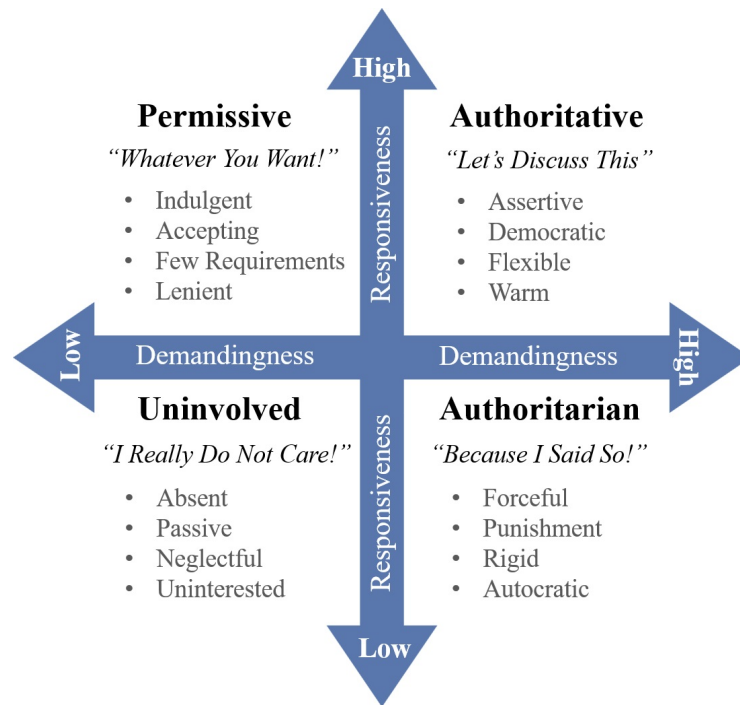 High
Responsiveness
Permissive
“Whatever You Want!”
• Indulgent
• Accepting
• Few Requirements
• Lenient
Authoritative
“Let’s Discuss This”
• Assertive
• Democratic
• Flexible
• Warm
Low
Demandingness
Demandingness
High
Uninvolved
“I Really Do Not Care!”
• Absent
• Passive
• Neglectful
• Uninterested
Authoritarian
“Because I Said So!”
• Forceful
• Punishment
• Rigid
• Autocratic
Responsiveness
Low